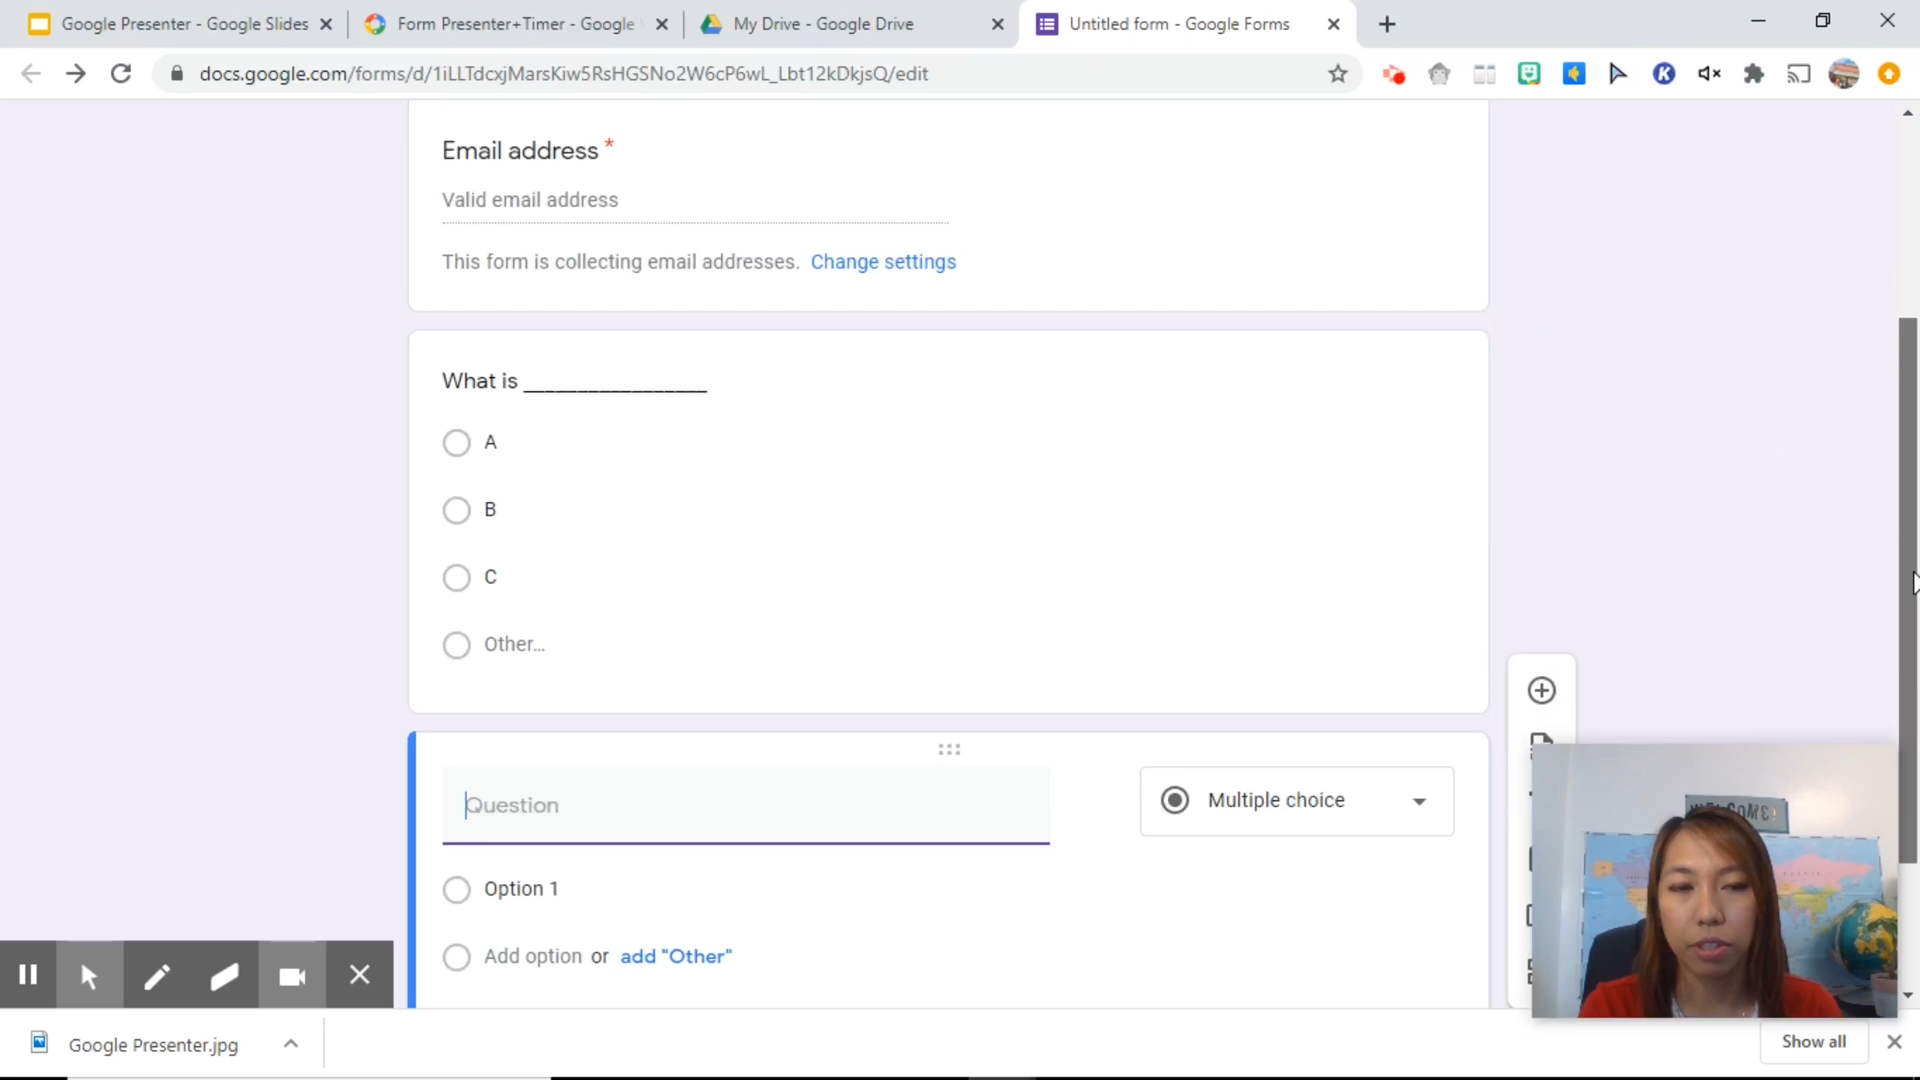 Google Presenter - Google Slides
Form Presenter+Timer - Google
My Drive - Google Drive
Untitled form - Google Forms
docs.google.com/forms/d/1iLLTdcxjMarsKiw5RsHGSNo2W6cP6wL_Lbt12kDkjsQ/edit
Email address *
Valid email address
This form is collecting email addresses. Change settings
What is _________________
A
B
C
Other...
Question
Multiple choice
Option 1
Add option or add "Other"
Google Presenter.jpg
Show all